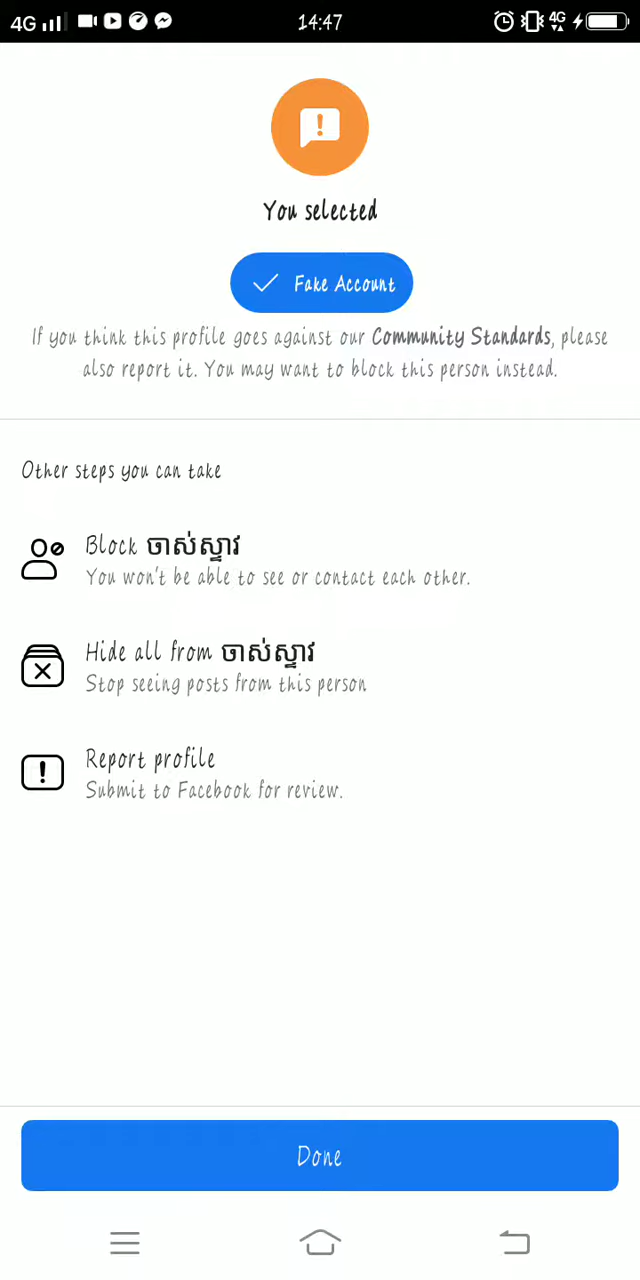 4G 14:47 4G
You selected
Fake Account
If you think this profile goes against our Community Standards, please
also report it. You may want to block this person instead.
Other steps you can take
Block ចាស់ស្ទាវ
You won't be able to see or contact each other.
Hide all from ចាស់ស្ទាវ
Stop seeing posts from this person
Report profile
Submit to Facebook for review.
Done